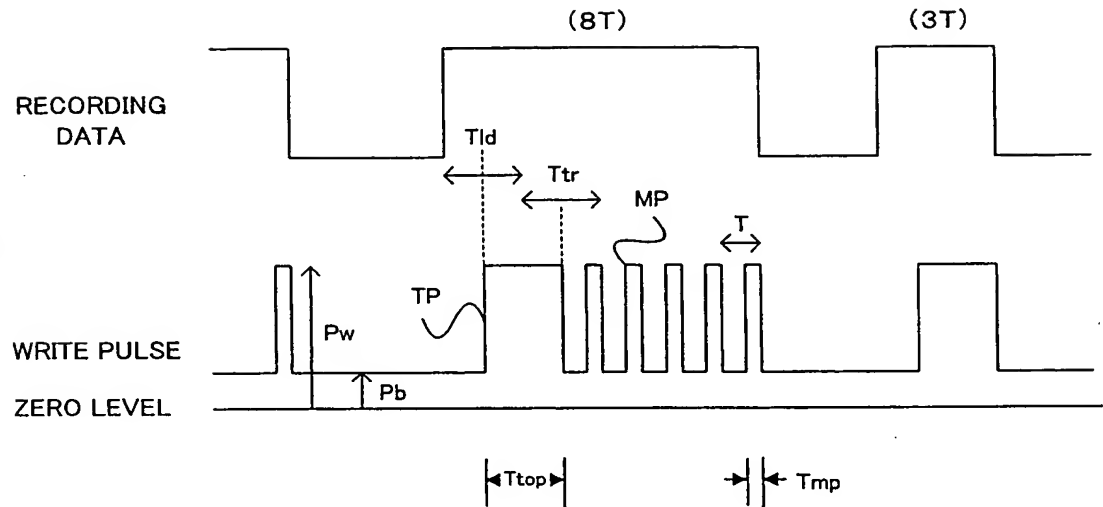 (8T)
(3T)
RECORDING
DATA
Tld
Ttr
MP
T
TP
Pw
WRITE PULSE
Pb
ZERO LEVEL
Ttop
Tmp